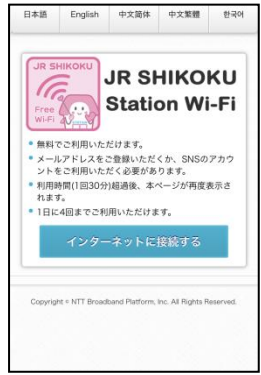 日本語 English 中文简体 中文繁體 한국어
JR SHIKOKU
Free
Wi-Fi
JR SHIKOKU
Station Wi-Fi
無料でご利用いただけます。
メールアドレスをご登録いただくか、SNSのアカウ
ントをご利用いただく必要があります。
利用時間(1回30分)超過後、本ページが再度表示さ
れます。
1日に4回までご利用いただけます。
インターネットに接続する
Copyright © NTT Broadband Platform, Inc. All Rights Reserved.